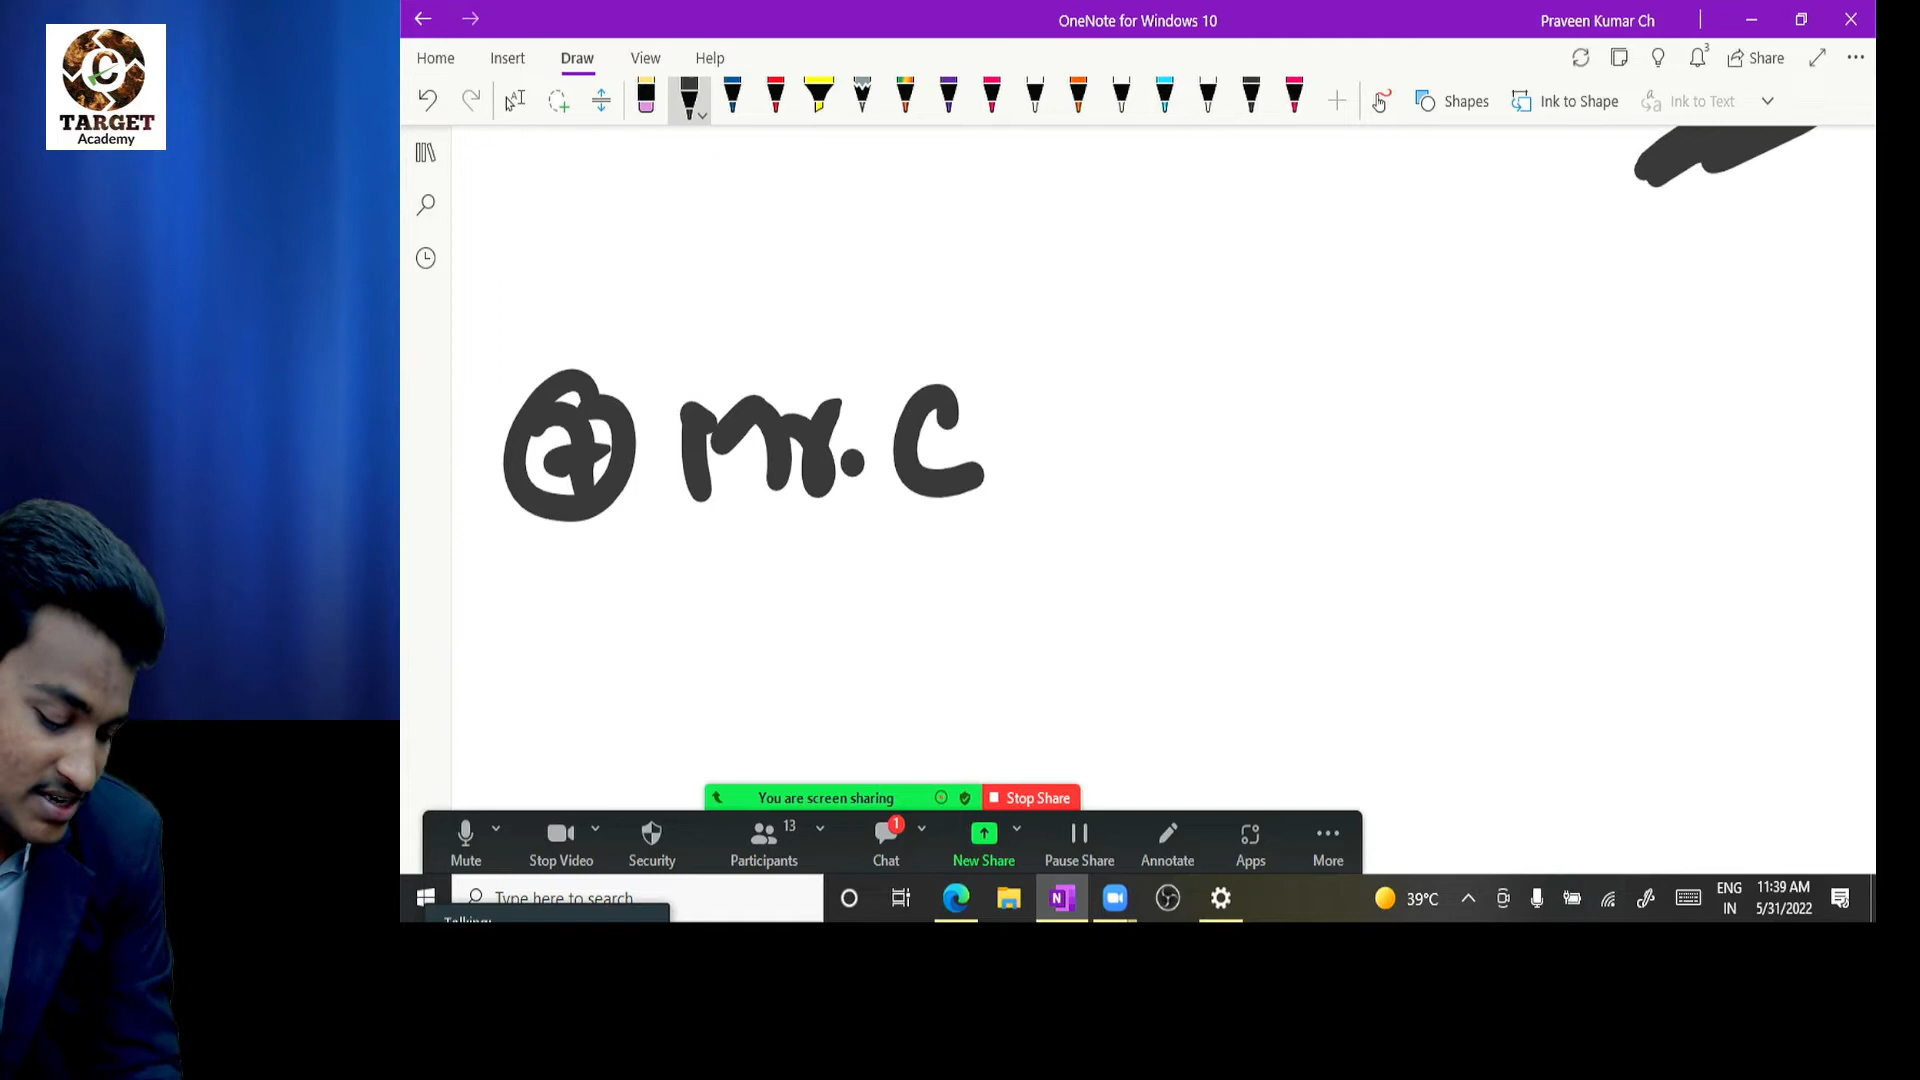 C
TARGET
Academy
OneNote for Windows 10
Praveen Kumar Ch
Home Insert Draw View Help
3
Share
Shapes Ink to Shape Ink to Text
Mr. C
You are screen sharing
Stop Share
Mute Stop Video Security Participants 13 Chat 1 New Share Pause Share Annotate Apps More
Type here to search
Talking:
39°C
ENG
IN
11:39 AM
5/31/2022